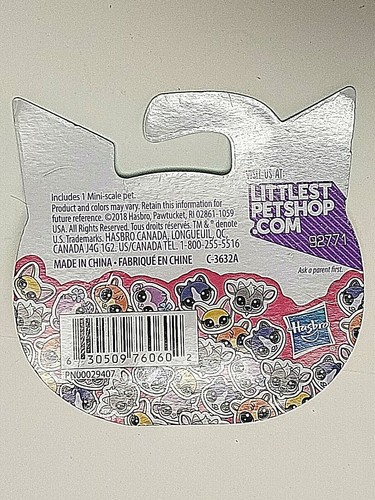 VISIT US AT:
LITTLEST
PETSHOP
.COM
92771
Ask a parent first.
Includes 1 Mini-scale pet.
Product and colors may vary. Retain this information for
future reference. ©2018 Hasbro, Pawtucket, RI 02861-1059
USA. All Rights Reserved. Tous droits réservés. TM & ® denote
U.S. Trademarks. HASBRO CANADA, LONGUEUIL, QC,
CANADA J4G 1G2. US/CANADA TEL. 1-800-255-5516
MADE IN CHINA • FABRIQUÉ EN CHINE C-3632A
Hasbro
6 30509 76060 2
PN00029407